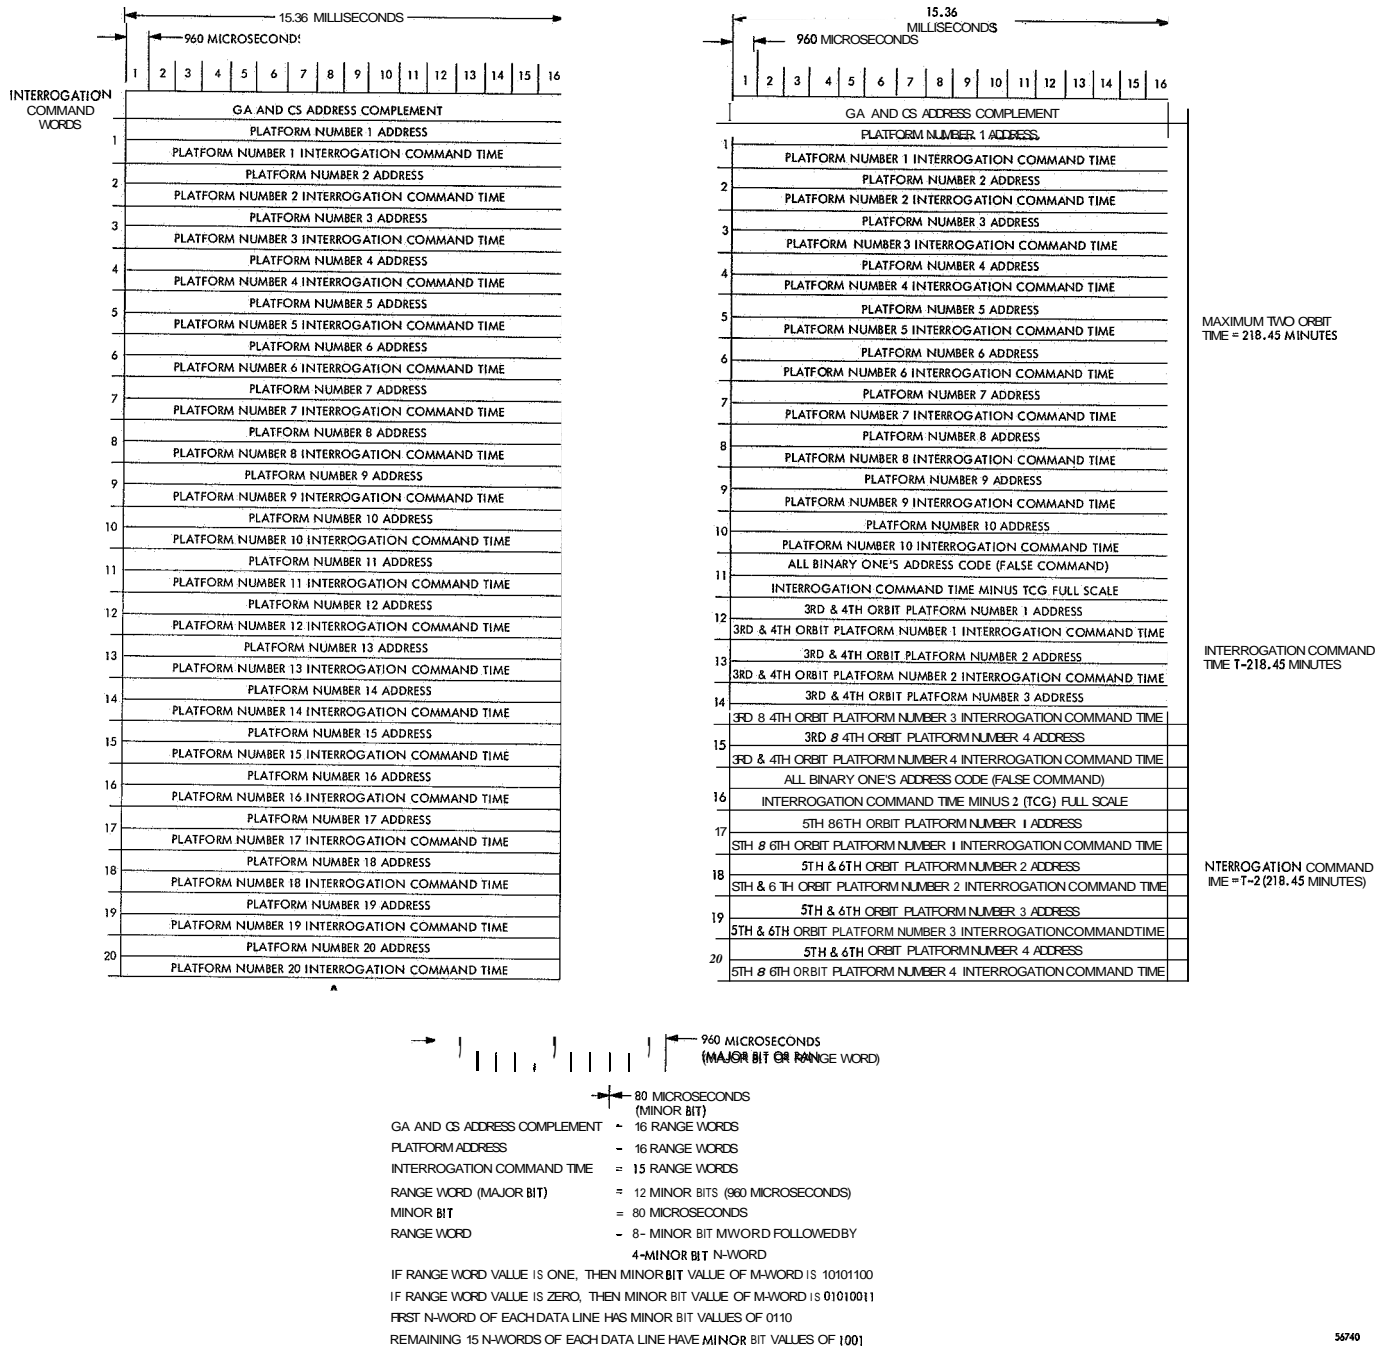 15.36 MILLISECONDS
960 MICROSECONDS
1 2 3 4 5 6 7 8 9 10 11 12 13 14 15 16
INTERROGATION
COMMAND
WORDS
GA AND CS ADDRESS COMPLEMENT
PLATFORM NUMBER 1 ADDRESS
1
PLATFORM NUMBER 1 INTERROGATION COMMAND TIME
PLATFORM NUMBER 2 ADDRESS
2
PLATFORM NUMBER 2 INTERROGATION COMMAND TIME
PLATFORM NUMBER 3 ADDRESS
3
PLATFORM NUMBER 3 INTERROGATION COMMAND TIME
PLATFORM NUMBER 4 ADDRESS
4
PLATFORM NUMBER 4 INTERROGATION COMMAND TIME
PLATFORM NUMBER 5 ADDRESS
5
PLATFORM NUMBER 5 INTERROGATION COMMAND TIME
PLATFORM NUMBER 6 ADDRESS
6
PLATFORM NUMBER 6 INTERROGATION COMMAND TIME
PLATFORM NUMBER 7 ADDRESS
7
PLATFORM NUMBER 7 INTERROGATION COMMAND TIME
PLATFORM NUMBER 8 ADDRESS
8
PLATFORM NUMBER 8 INTERROGATION COMMAND TIME
PLATFORM NUMBER 9 ADDRESS
9
PLATFORM NUMBER 9 INTERROGATION COMMAND TIME
PLATFORM NUMBER 10 ADDRESS
10
PLATFORM NUMBER 10 INTERROGATION COMMAND TIME
PLATFORM NUMBER 11 ADDRESS
11
PLATFORM NUMBER 11 INTERROGATION COMMAND TIME
PLATFORM NUMBER 12 ADDRESS
12
PLATFORM NUMBER 12 INTERROGATION COMMAND TIME
PLATFORM NUMBER 13 ADDRESS
13
PLATFORM NUMBER 13 INTERROGATION COMMAND TIME
PLATFORM NUMBER 14 ADDRESS
14
PLATFORM NUMBER 14 INTERROGATION COMMAND TIME
PLATFORM NUMBER 15 ADDRESS
15
PLATFORM NUMBER 15 INTERROGATION COMMAND TIME
PLATFORM NUMBER 16 ADDRESS
16
PLATFORM NUMBER 16 INTERROGATION COMMAND TIME
PLATFORM NUMBER 17 ADDRESS
17
PLATFORM NUMBER 17 INTERROGATION COMMAND TIME
PLATFORM NUMBER 18 ADDRESS
18
PLATFORM NUMBER 18 INTERROGATION COMMAND TIME
PLATFORM NUMBER 19 ADDRESS
19
PLATFORM NUMBER 19 INTERROGATION COMMAND TIME
PLATFORM NUMBER 20 ADDRESS
20
PLATFORM NUMBER 20 INTERROGATION COMMAND TIME
A
15.36
MILLISECONDS
960 MICROSECONDS
1 2 3 4 5 6 7 8 9 10 11 12 13 14 15 16
GA AND CS ADDRESS COMPLEMENT
PLATFORM NUMBER 1 ADDRESS
1
PLATFORM NUMBER 1 INTERROGATION COMMAND TIME
PLATFORM NUMBER 2 ADDRESS
2
PLATFORM NUMBER 2 INTERROGATION COMMAND TIME
PLATFORM NUMBER 3 ADDRESS
3
PLATFORM NUMBER 3 INTERROGATION COMMAND TIME
PLATFORM NUMBER 4 ADDRESS
4
PLATFORM NUMBER 4 INTERROGATION COMMAND TIME
PLATFORM NUMBER 5 ADDRESS
5
PLATFORM NUMBER 5 INTERROGATION COMMAND TIME
PLATFORM NUMBER 6 ADDRESS
6
PLATFORM NUMBER 6 INTERROGATION COMMAND TIME
PLATFORM NUMBER 7 ADDRESS
7
PLATFORM NUMBER 7 INTERROGATION COMMAND TIME
PLATFORM NUMBER 8 ADDRESS
8
PLATFORM NUMBER 8 INTERROGATION COMMAND TIME
PLATFORM NUMBER 9 ADDRESS
9
PLATFORM NUMBER 9 INTERROGATION COMMAND TIME
PLATFORM NUMBER 10 ADDRESS
10
PLATFORM NUMBER 10 INTERROGATION COMMAND TIME
ALL BINARY ONE'S ADDRESS CODE (FALSE COMMAND)
11
INTERROGATION COMMAND TIME MINUS TCG FULL SCALE
3RD & 4TH ORBIT PLATFORM NUMBER 1 ADDRESS
12
3RD & 4TH ORBIT PLATFORM NUMBER 1 INTERROGATION COMMAND TIME
3RD & 4TH ORBIT PLATFORM NUMBER 2 ADDRESS
13
3RD & 4TH ORBIT PLATFORM NUMBER 2 INTERROGATION COMMAND TIME
3RD & 4TH ORBIT PLATFORM NUMBER 3 ADDRESS
14
3RD 8 4TH ORBIT PLATFORM NUMBER 3 INTERROGATION COMMAND TIME
3RD 8 4TH ORBIT PLATFORM NUMBER 4 ADDRESS
15
3RD & 4TH ORBIT PLATFORM NUMBER 4 INTERROGATION COMMAND TIME
ALL BINARY ONE'S ADDRESS CODE (FALSE COMMAND)
16
INTERROGATION COMMAND TIME MINUS 2 (TCG) FULL SCALE
5TH 86TH ORBIT PLATFORM NUMBER 1 ADDRESS
17
STH 8 6TH ORBIT PLATFORM NUMBER 1 INTERROGATION COMMAND TIME
5TH & 6TH ORBIT PLATFORM NUMBER 2 ADDRESS
18
STH & 6 TH ORBIT PLATFORM NUMBER 2 INTERROGATION COMMAND TIME
5TH & 6TH ORBIT PLATFORM NUMBER 3 ADDRESS
19
5TH & 6TH ORBIT PLATFORM NUMBER 3 INTERROGATIONCOMMANDTIME
5TH & 6TH ORBIT PLATFORM NUMBER 4 ADDRESS
20
5TH 8 6TH ORBIT PLATFORM NUMBER 4 INTERROGATION COMMAND TIME
MAXIMUM TWO ORBIT
TIME = 218.45 MINUTES
INTERROGATION COMMAND
TIME T-218.45 MINUTES
NTERROGATION COMMAND
IME = T-2 (218.45 MINUTES)
960 MICROSECONDS
(MAJOR BIT OR RANGE WORD)
80 MICROSECONDS
(MINOR BIT)
GA AND CS ADDRESS COMPLEMENT - 16 RANGE WORDS
PLATFORM ADDRESS - 16 RANGE WORDS
INTERROGATION COMMAND TIME = 15 RANGE WORDS
RANGE WORD (MAJOR BIT) = 12 MINOR BITS (960 MICROSECONDS)
MINOR BIT = 80 MICROSECONDS
RANGE WORD - 8- MINOR BIT MWORD FOLLOWED BY
4-MINOR BIT N-WORD
IF RANGE WORD VALUE IS ONE, THEN MINOR BIT VALUE OF M-WORD IS 10101100
IF RANGE WORD VALUE IS ZERO, THEN MINOR BIT VALUE OF M-WORD IS 01010011
FIRST N-WORD OF EACH DATA LINE HAS MINOR BIT VALUES OF 0110
REMAINING 15 N-WORDS OF EACH DATA LINE HAVE MINOR BIT VALUES OF 1001
56740